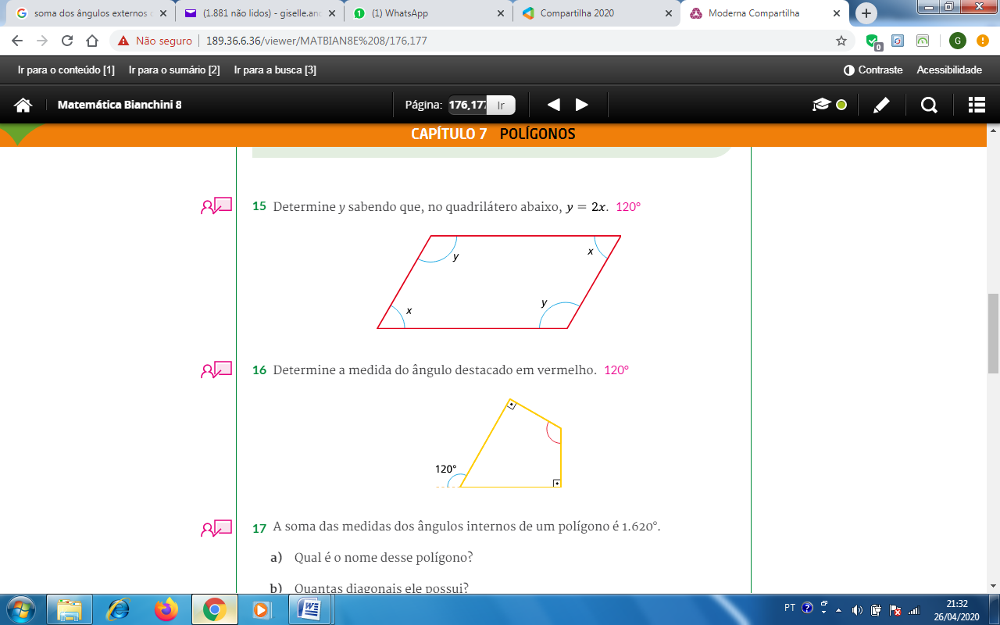 soma dos ângulos externos
(1.881 não lidos) - giselle.and
(1) WhatsApp
Compartilha 2020
Moderna Compartilha
Não seguro
189.36.6.36/viewer/MATBIAN8E%208/176,177
0
G
Ir para o conteúdo [1]
Ir para o sumário [2]
Ir para a busca [3]
Contraste
Acessibilidade
Matemática Bianchini 8
Página:
176,177
Ir
CAPÍTULO 7 POLÍGONOS
15 Determine y sabendo que, no quadrilátero abaixo, y = 2x. 120°
y
x
x
y
16 Determine a medida do ângulo destacado em vermelho. 120°
120°
17 A soma das medidas dos ângulos internos de um polígono é 1.620°.
a) Qual é o nome desse polígono?
b) Quantas diagonais ele possui?
PT
21:32
26/04/2020